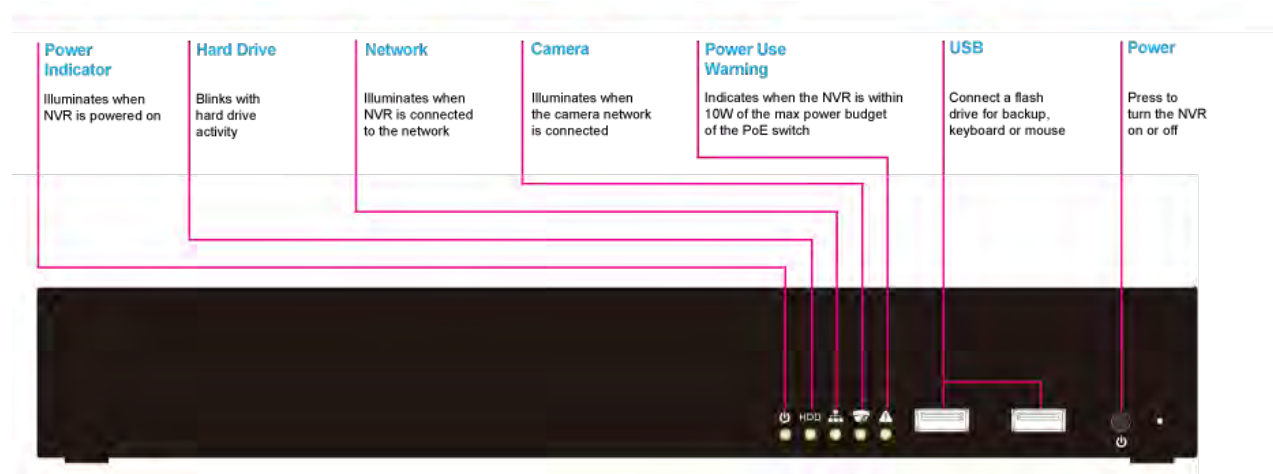 Power
Indicator
Illuminates when
NVR is powered on
Hard Drive
Blinks with
hard drive
activity
Network
Illuminates when
NVR is connected
to the network
Camera
Illuminates when
the camera network
is connected
Power Use
Warning
Indicates when the NVR is within
10W of the max power budget
of the PoE switch
USB
Connect a flash
drive for backup,
keyboard or mouse
Power
Press to
turn the NVR
on or off
HDD